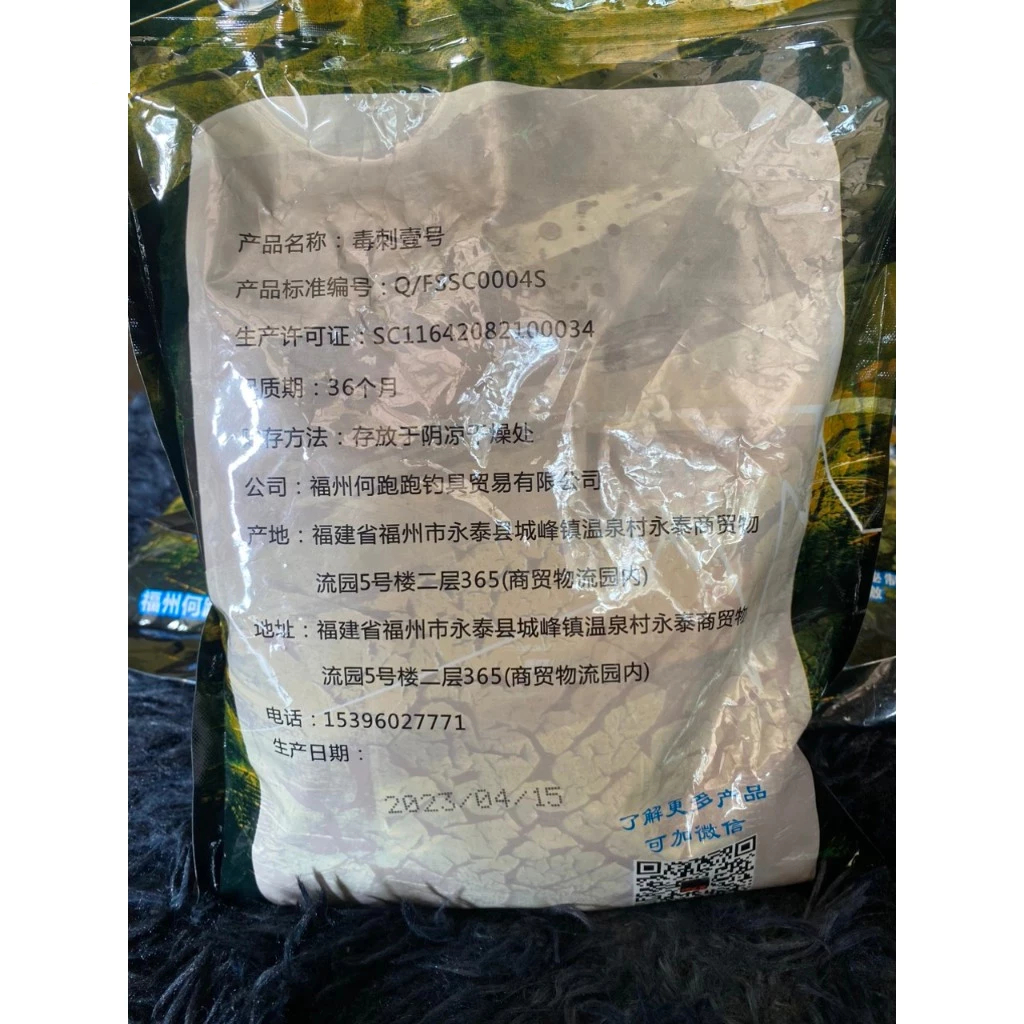 产品名称：毒刺壹号
产品标准编号：Q/FSSC0004S
生产许可证：SC11642082100034
质期：36个月
存方法：存放于阴凉干燥处
公司：福州何跑跑钓具贸易有限公司
产地：福建省福州市永泰县城峰镇温泉村永泰商贸物
流园5号楼二层365(商贸物流园内)
地址：福建省福州市永泰县城峰镇温泉村永泰商贸物
流园5号楼二层365(商贸物流园内)
电话：15396027771
生产日期：
2023/04/15
了解更多产品
可加微信
福州何